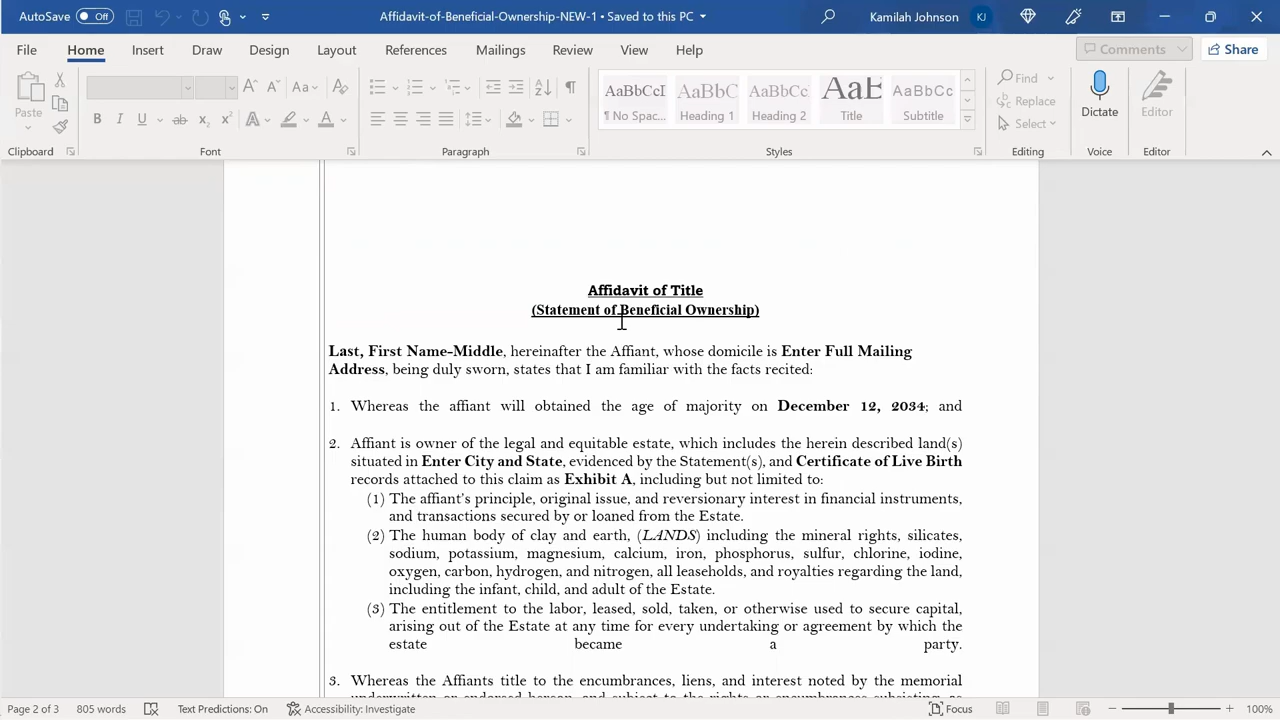 AutoSave Off Affidavit-of-Beneficial-Ownership-NEW-1 • Saved to this PC Kamilah Johnson KJ
File Home Insert Draw Design Layout References Mailings Review View Help Comments Share
Paste
Clipboard
Aa
B I U ab x₂ x² A A
Font
Paragraph
AaBbCcD AaBbC AaBbCc AaB AaBbCc
¶ No Spac... Heading 1 Heading 2 Title Subtitle
Styles
Find
Replace
Select
Editing
Dictate
Voice
Editor
Editor
Affidavit of Title
(Statement of Beneficial Ownership)
Last, First Name-Middle, hereinafter the Affiant, whose domicile is Enter Full Mailing
Address, being duly sworn, states that I am familiar with the facts recited:
1. Whereas the affiant will obtained the age of majority on December 12, 2034; and
2. Affiant is owner of the legal and equitable estate, which includes the herein described land(s)
situated in Enter City and State, evidenced by the Statement(s), and Certificate of Live Birth
records attached to this claim as Exhibit A, including but not limited to:
(1) The affiant's principle, original issue, and reversionary interest in financial instruments,
and transactions secured by or loaned from the Estate.
(2) The human body of clay and earth, (LANDS) including the mineral rights, silicates,
sodium, potassium, magnesium, calcium, iron, phosphorus, sulfur, chlorine, iodine,
oxygen, carbon, hydrogen, and nitrogen, all leaseholds, and royalties regarding the land,
including the infant, child, and adult of the Estate.
(3) The entitlement to the labor, leased, sold, taken, or otherwise used to secure capital,
arising out of the Estate at any time for every undertaking or agreement by which the
estate became a party.
3. Whereas the Affiants title to the encumbrances, liens, and interest noted by the memorial
Page 2 of 3 805 words Text Predictions: On Accessibility: Investigate Focus 100%